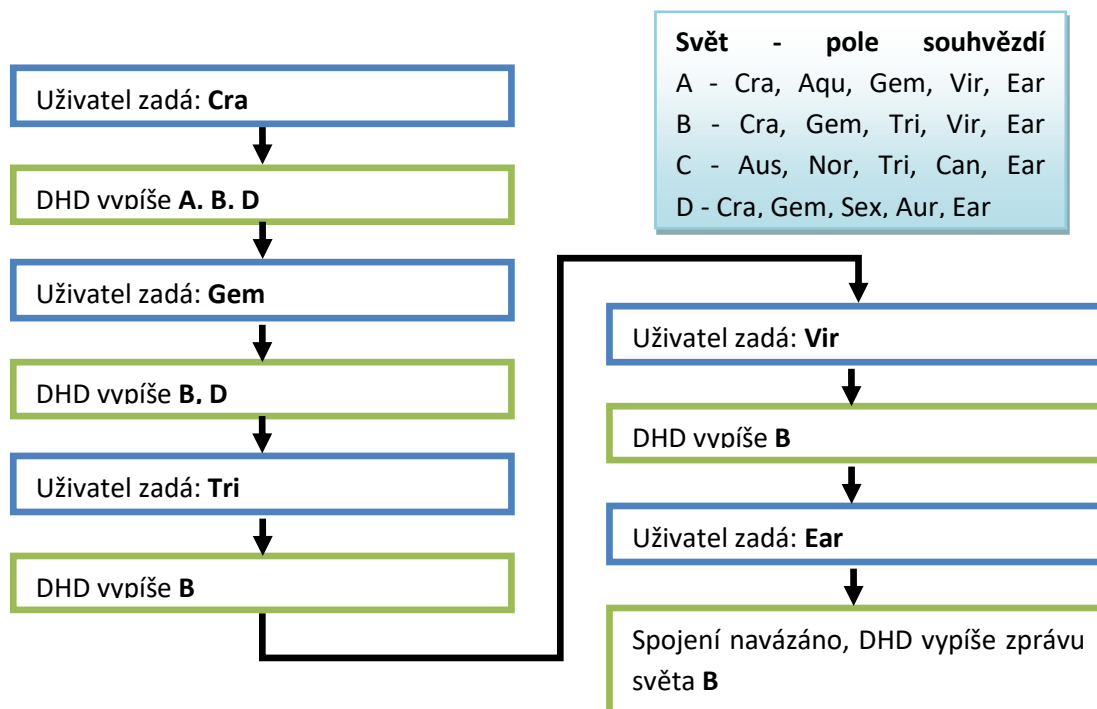 Uživatel zadá: Cra
DHD vypíše A, B, D
Uživatel zadá: Gem
DHD vypíše B, D
Uživatel zadá: Tri
DHD vypíše B
Svět - pole souhvězdí
A - Cra, Aqu, Gem, Vir, Ear
B - Cra, Gem, Tri, Vir, Ear
C - Aus, Nor, Tri, Can, Ear
D - Cra, Gem, Sex, Aur, Ear
Uživatel zadá: Vir
DHD vypíše B
Uživatel zadá: Ear
Spojení navázáno, DHD vypíše zprávu
světa B